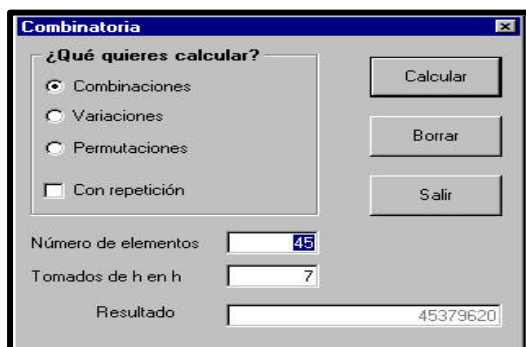 Combinatoria
¿Qué quieres calcular?
Combinaciones
Variaciones
Permutaciones
Con repetición
Calcular
Borrar
Salir
Número de elementos 45
Tomados de h en h 7
Resultado 45379620